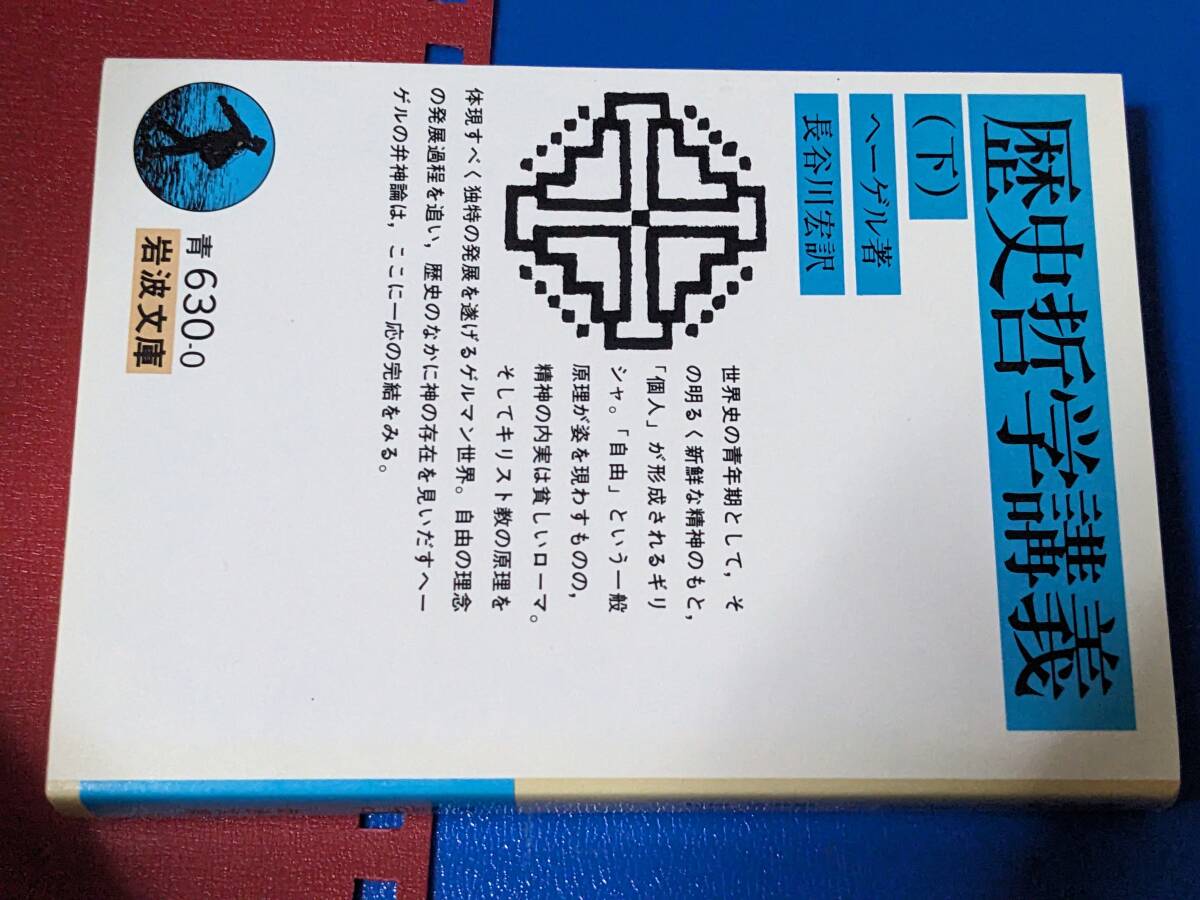 歴史哲学講義
(下)
ヘーゲル著
長谷川宏訳
世界史の青年期として，そ
の明るく新鮮な精神のもと，
「個人」が形成されるギリ
シャ。「自由」という一般
原理が姿を現わすものの，
精神の内実は貧しいローマ。
そしてキリスト教の原理を
体現すべく独特の発展を遂げるゲルマン世界。自由の理念
の発展過程を追い，歴史のなかに神の存在を見いだすヘー
ゲルの弁神論は，ここに一応の完結をみる。
青 630-0
岩波文庫